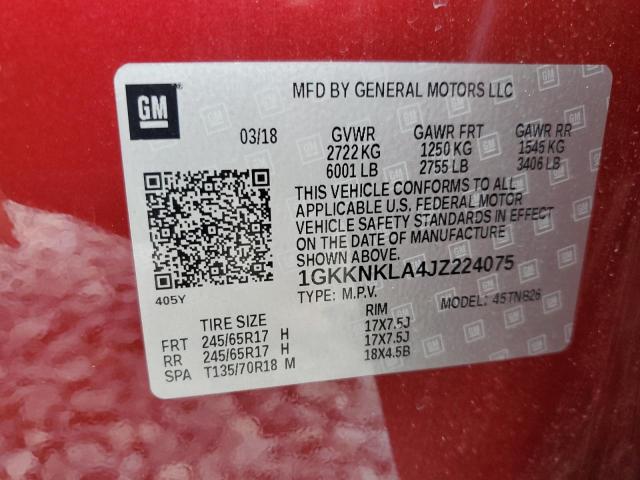 GM
MFD BY GENERAL MOTORS LLC
03/18 GVWR GAWR FRT GAWR RR
2722 KG 1250 KG 1545 KG
6001 LB 2755 LB 3406 LB
THIS VEHICLE CONFORMS TO ALL
APPLICABLE U.S. FEDERAL MOTOR
VEHICLE SAFETY STANDARDS IN EFFECT
ON THE DATE OF MANUFACTURE
SHOWN ABOVE.
405Y
1GKKNKLA4JZ224075
TYPE: M.P.V. MODEL: 45TNB26
TIRE SIZE RIM
FRT 245/65R17 H 17X7.5J
RR 245/65R17 H 17X7.5J
SPA T135/70R18 M 18X4.5B